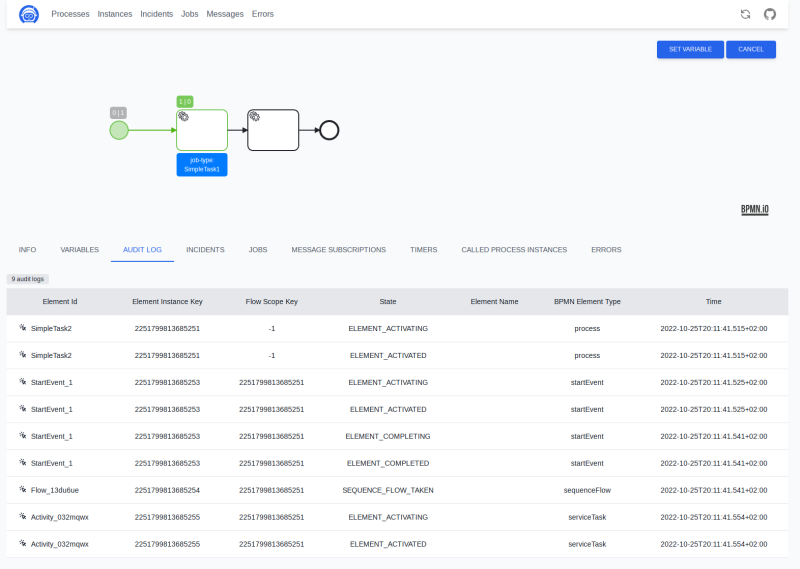 Processes Instances Incidents Jobs Messages Errors
SET VARIABLE CANCEL
1 | 0
0 | 1
job-type:
SimpleTask1
BPMN.iO
INFO VARIABLES AUDIT LOG INCIDENTS JOBS MESSAGE SUBSCRIPTIONS TIMERS CALLED PROCESS INSTANCES ERRORS
9 audit logs
Element Id Element Instance Key Flow Scope Key State Element Name BPMN Element Type Time
SimpleTask2 2251799813685251 -1 ELEMENT_ACTIVATING process 2022-10-25T20:11:41.515+02:00
SimpleTask2 2251799813685251 -1 ELEMENT_ACTIVATED process 2022-10-25T20:11:41.515+02:00
StartEvent_1 2251799813685253 2251799813685251 ELEMENT_ACTIVATING startEvent 2022-10-25T20:11:41.525+02:00
StartEvent_1 2251799813685253 2251799813685251 ELEMENT_ACTIVATED startEvent 2022-10-25T20:11:41.525+02:00
StartEvent_1 2251799813685253 2251799813685251 ELEMENT_COMPLETING startEvent 2022-10-25T20:11:41.541+02:00
StartEvent_1 2251799813685253 2251799813685251 ELEMENT_COMPLETED startEvent 2022-10-25T20:11:41.541+02:00
Flow_13du6ue 2251799813685254 2251799813685251 SEQUENCE_FLOW_TAKEN sequenceFlow 2022-10-25T20:11:41.541+02:00
Activity_032mqwx 2251799813685255 2251799813685251 ELEMENT_ACTIVATING serviceTask 2022-10-25T20:11:41.554+02:00
Activity_032mqwx 2251799813685255 2251799813685251 ELEMENT_ACTIVATED serviceTask 2022-10-25T20:11:41.554+02:00